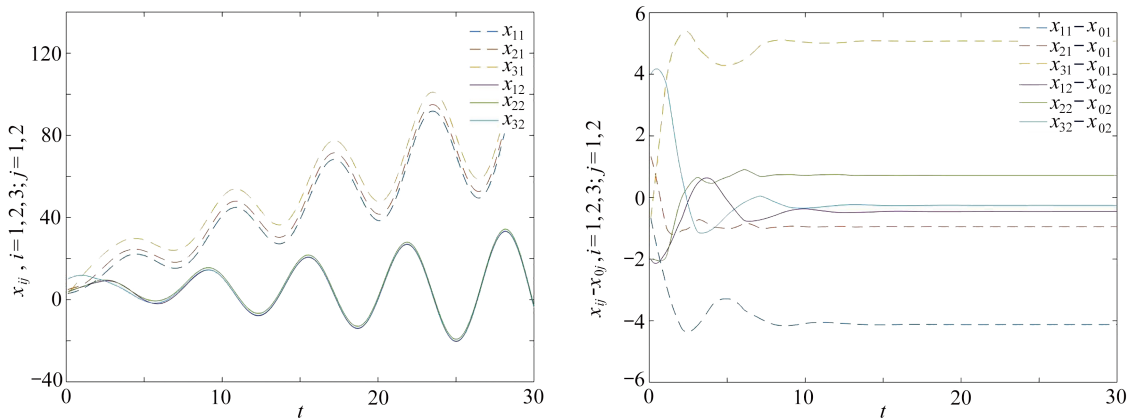 120
80
40
0
−40
0
10
20
30
t
x_{ij} , i=1,2,3; j=1,2
x_{11}
x_{21}
x_{31}
x_{12}
x_{22}
x_{32}
6
4
2
0
−2
−4
−6
0
5
10
15
20
25
30
t
x_{ij}-x_{0j} , i=1,2,3; j=1,2
x_{11}−x_{01}
x_{21}−x_{01}
x_{31}−x_{01}
x_{12}−x_{02}
x_{22}−x_{02}
x_{32}−x_{02}